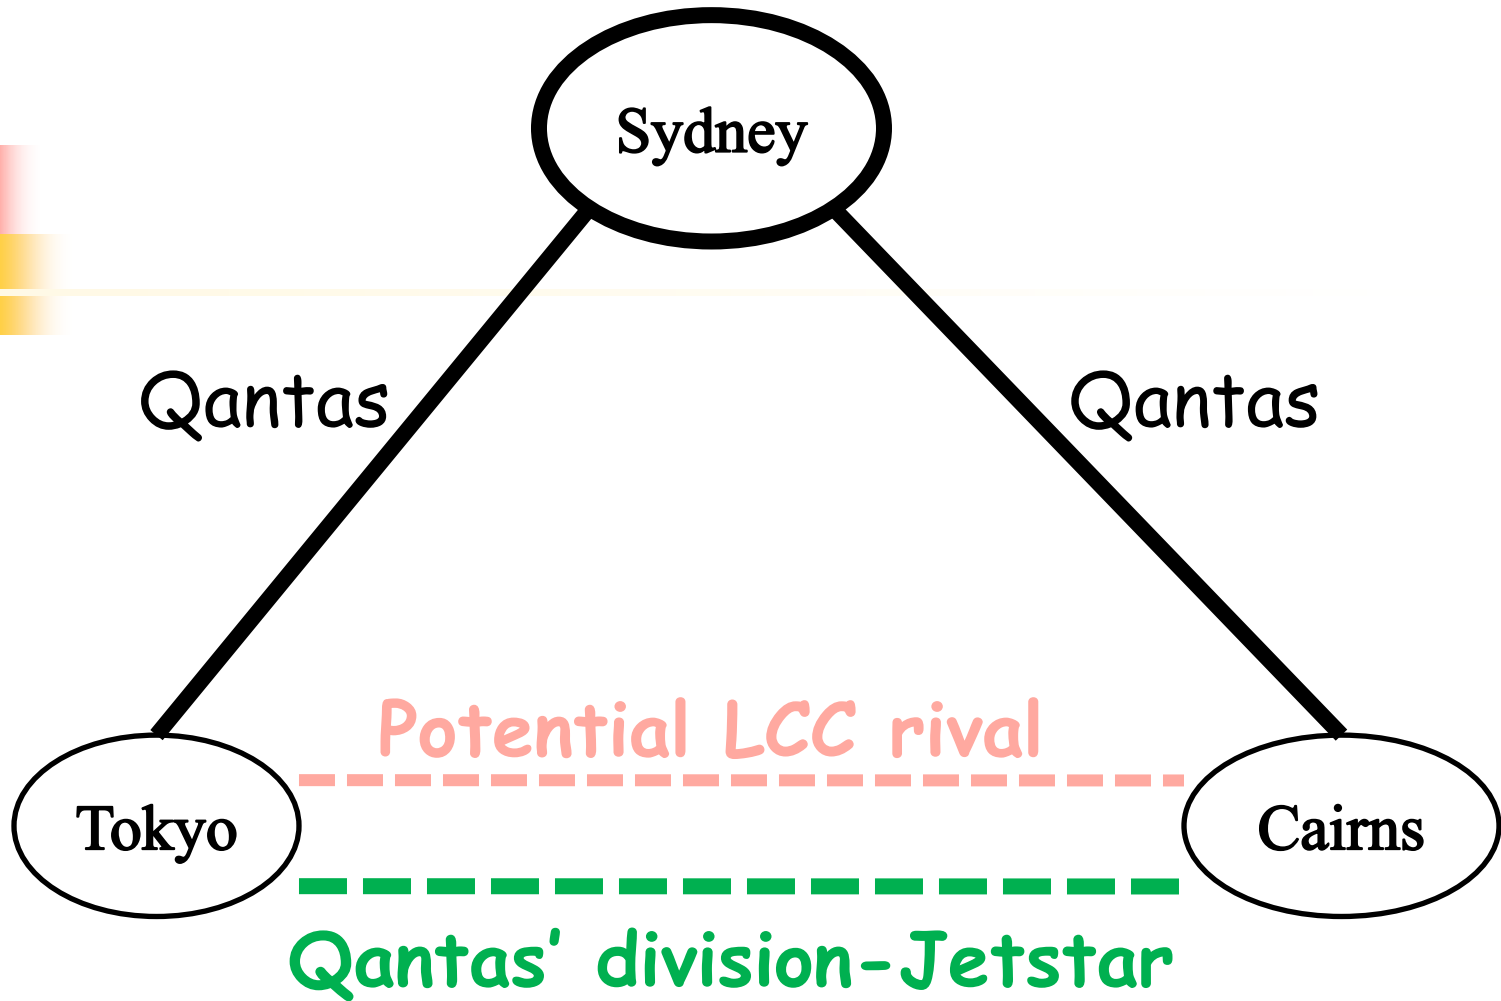 Sydney
Qantas
Qantas
Potential LCC rival
Tokyo
Cairns
Qantas’ division-Jetstar